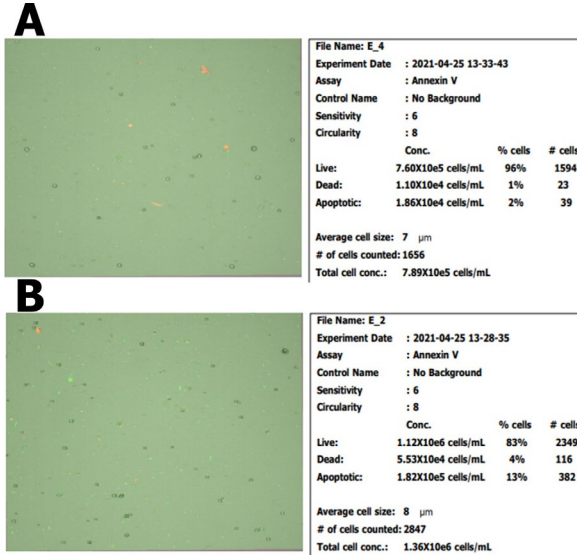 A
File Name: E_4
Experiment Date : 2021-04-25 13-33-43
Assay : Annexin V
Control Name : No Background
Sensitivity : 6
Circularity : 8
Conc. % cells # cells
Live: 7.60X10e5 cells/mL 96% 1594
Dead: 1.10X10e4 cells/mL 1% 23
Apoptotic: 1.86X10e4 cells/mL 2% 39
Average cell size: 7 µm
# of cells counted: 1656
Total cell conc.: 7.89X10e5 cells/mL
B
File Name: E_2
Experiment Date : 2021-04-25 13-28-35
Assay : Annexin V
Control Name : No Background
Sensitivity : 6
Circularity : 8
Conc. % cells # cells
Live: 1.12X10e6 cells/mL 83% 2349
Dead: 5.53X10e4 cells/mL 4% 116
Apoptotic: 1.82X10e5 cells/mL 13% 382
Average cell size: 8 µm
# of cells counted: 2847
Total cell conc.: 1.36X10e6 cells/mL